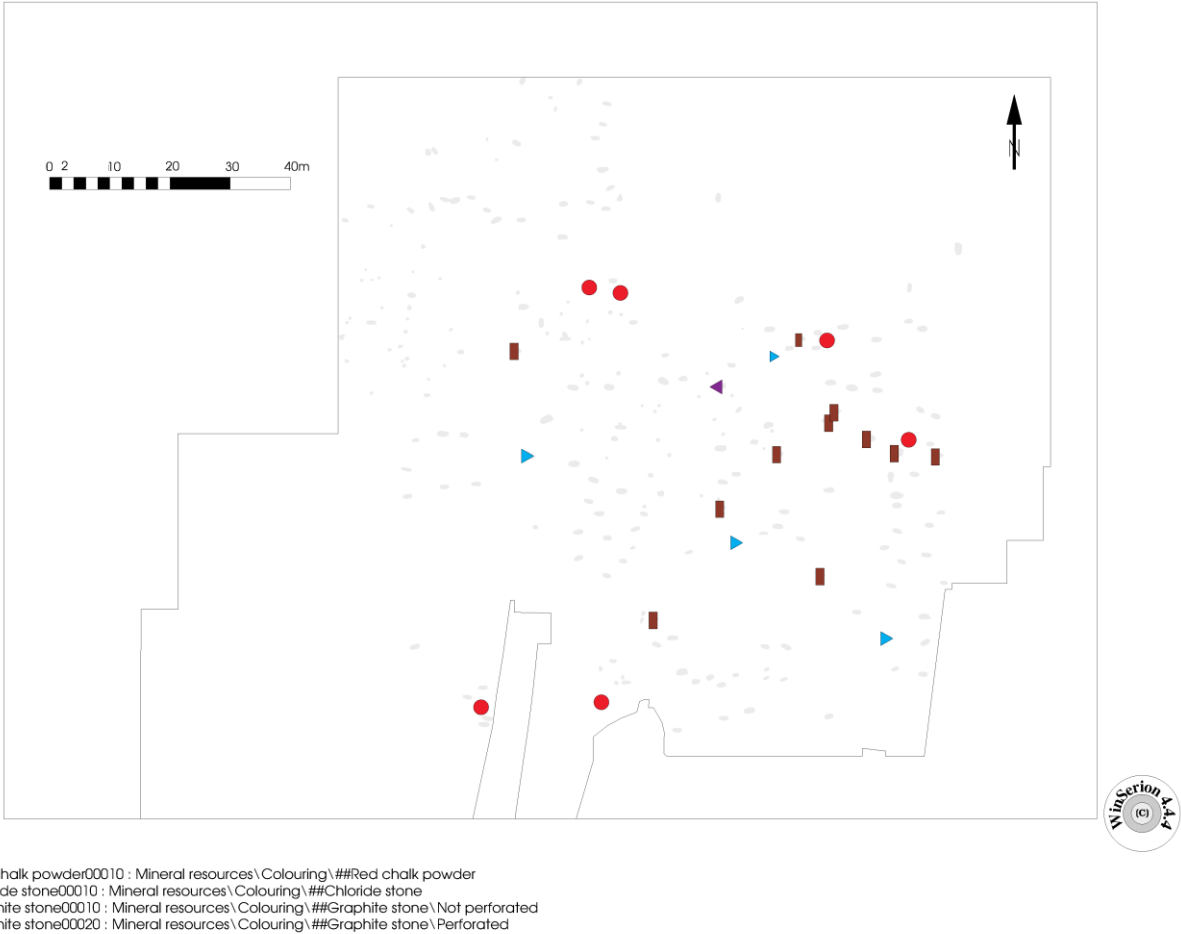 0 2 10 20 30 40m
N
WinSerion 4.4.4
(C)
halk powder00010 : Mineral resources\Colouring\##Red chalk powder
de stone00010 : Mineral resources\Colouring\##Chloride stone
hite stone00010 : Mineral resources\Colouring\##Graphite stone\Not perforated
hite stone00020 : Mineral resources\Colouring\##Graphite stone\Perforated